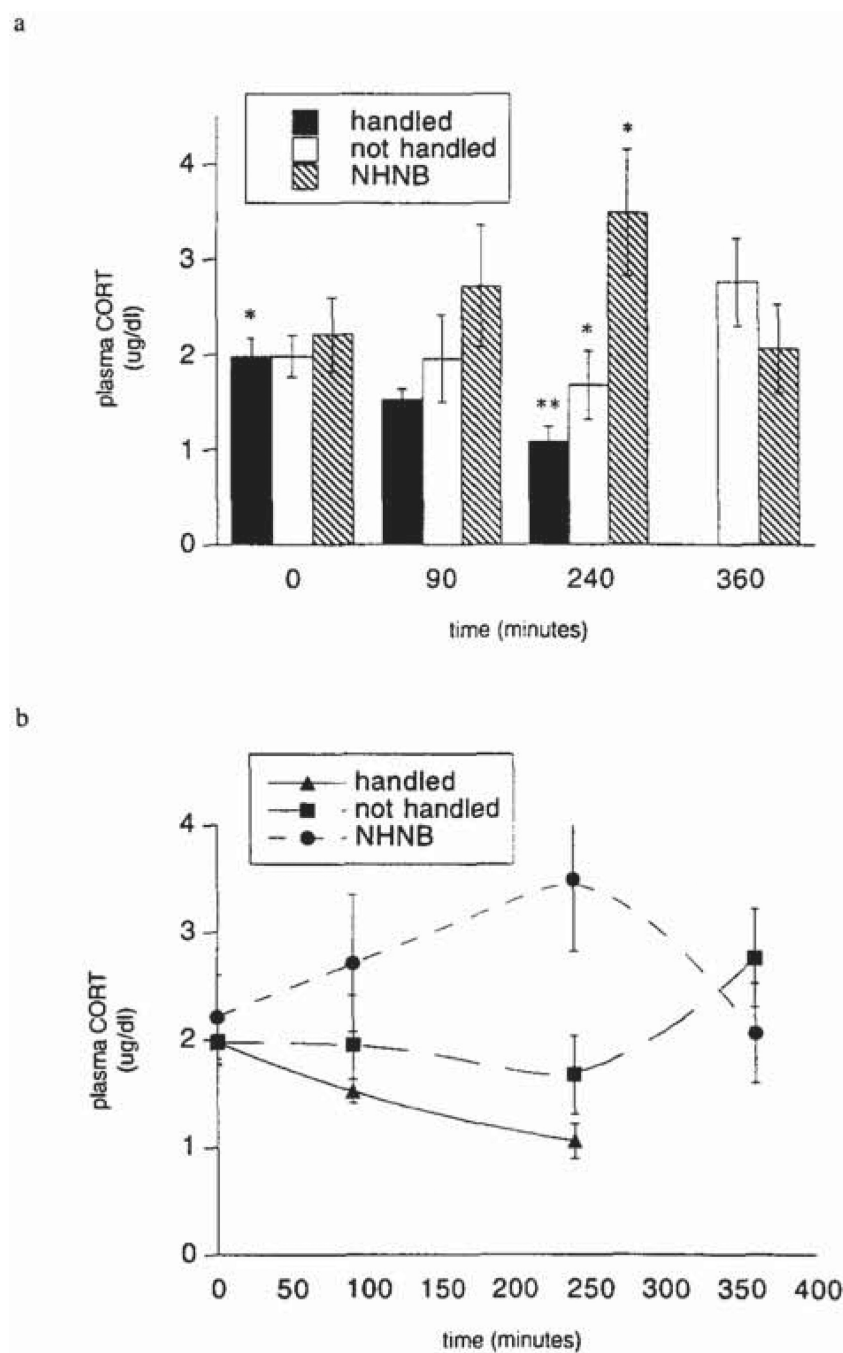 a
handled
not handled
NHNB
4
3
2
1
0
plasma CORT
(ug/dl)
*
*
**
*
0 90 240 360
time (minutes)
b
handled
not handled
NHNB
4
3
2
1
0
plasma CORT
(ug/dl)
0 50 100 150 200 250 300 350 400
time (minutes)